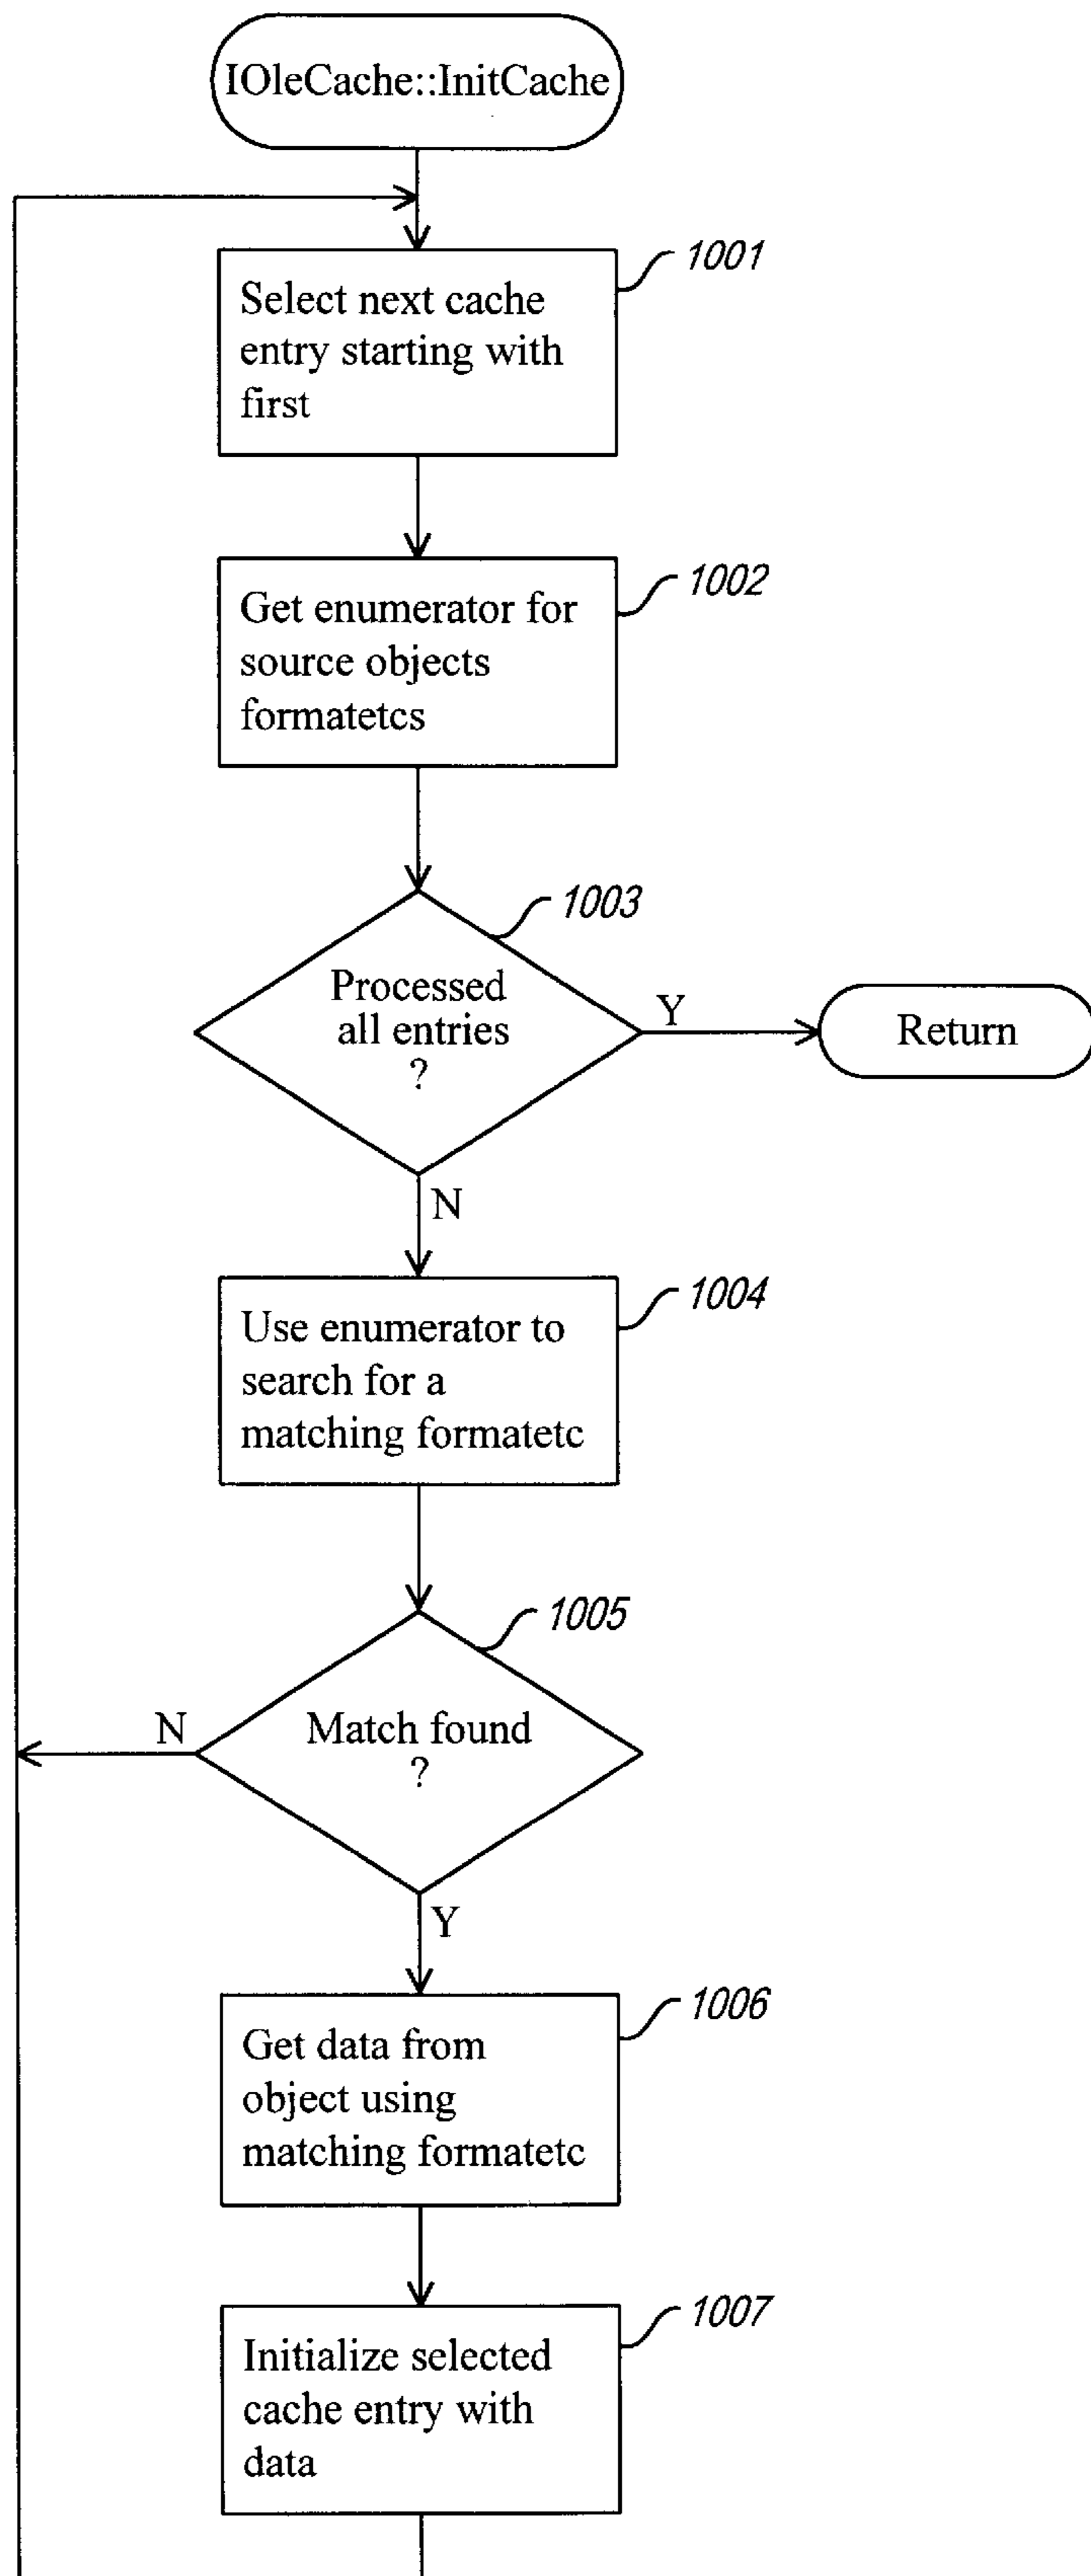 IOleCache::InitCache
1001
Select next cache
entry starting with
first
1002
Get enumerator for
source objects
formatetcs
1003
Processed
all entries
?
Y
Return
N
1004
Use enumerator to
search for a
matching formatetc
1005
Match found
?
N
Y
1006
Get data from
object using
matching formatetc
1007
Initialize selected
cache entry with
data